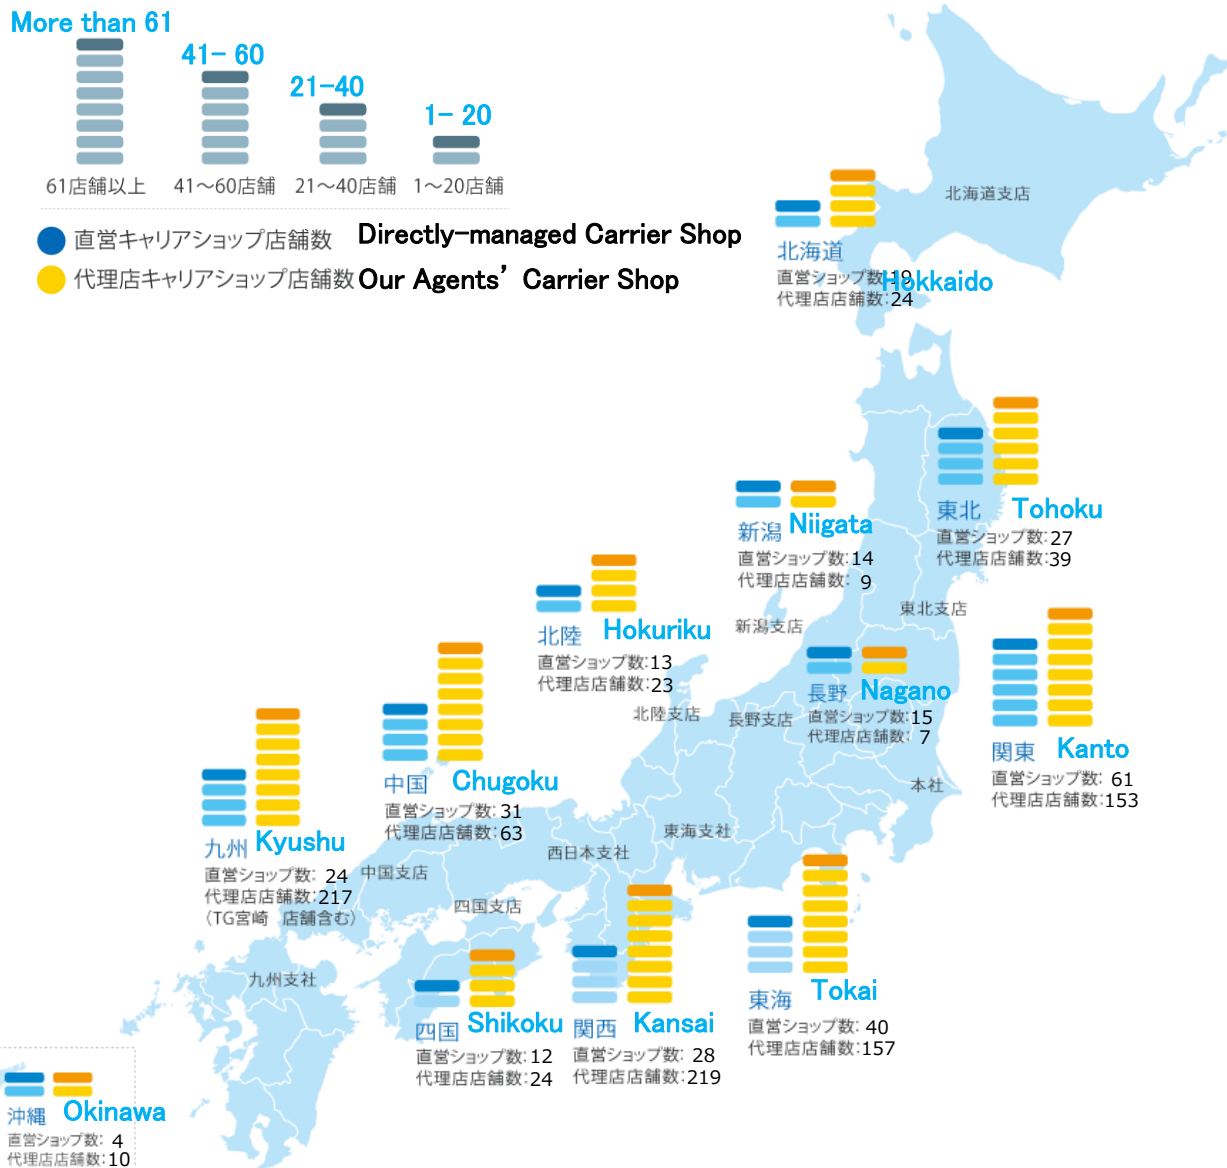 More than 61
41− 60
21−40
1− 20
61店舗以上
41～60店舗
21～40店舗
1～20店舗
直営キャリアショップ店舗数
Directly−managed Carrier Shop
代理店キャリアショップ店舗数
Our Agents’ Carrier Shop
北海道支店
北海道
Hokkaido
直営ショップ数:19
代理店店舗数:24
東北
Tohoku
直営ショップ数:27
代理店店舗数:39
東北支店
新潟
Niigata
直営ショップ数:14
代理店店舗数: 9
新潟支店
北陸
Hokuriku
直営ショップ数:13
代理店店舗数:23
北陸支店
長野
Nagano
直営ショップ数:15
代理店店舗数: 7
長野支店
関東
Kanto
直営ショップ数: 61
代理店店舗数:153
本社
中国
Chugoku
直営ショップ数:31
代理店店舗数:63
中国支店
九州
Kyushu
直営ショップ数: 24
代理店店舗数:217
（TG宮崎 店舗含む）
九州支社
東海支社
西日本支社
四国支店
東海
Tokai
直営ショップ数: 40
代理店店舗数:157
四国
Shikoku
直営ショップ数:12
代理店店舗数:24
関西
Kansai
直営ショップ数: 28
代理店店舗数:219
沖縄
Okinawa
直営ショップ数: 4
代理店店舗数:10